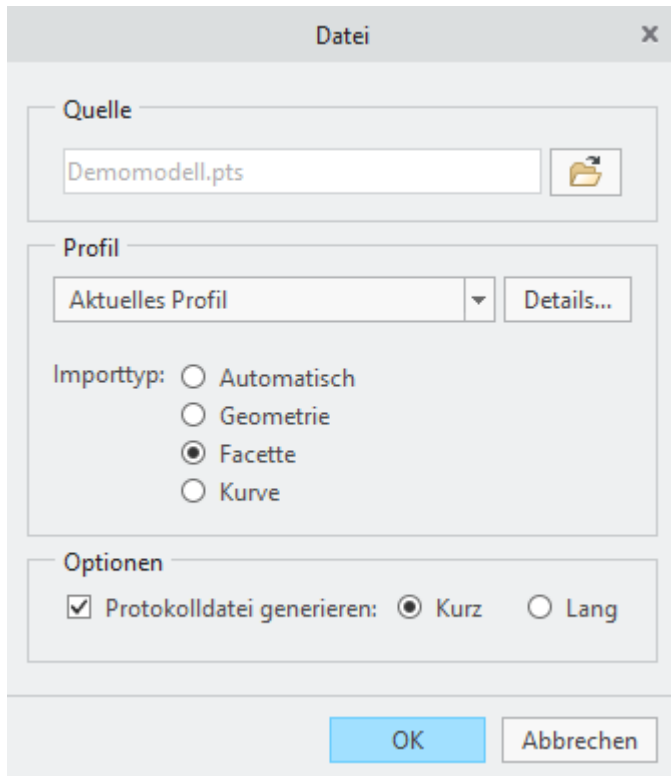 Datei
Quelle
Demomodell.pts
Profil
Aktuelles Profil Details...
Importtyp: Automatisch
Geometrie
Facette
Kurve
Optionen
Protokolldatei generieren: Kurz Lang
OK Abbrechen